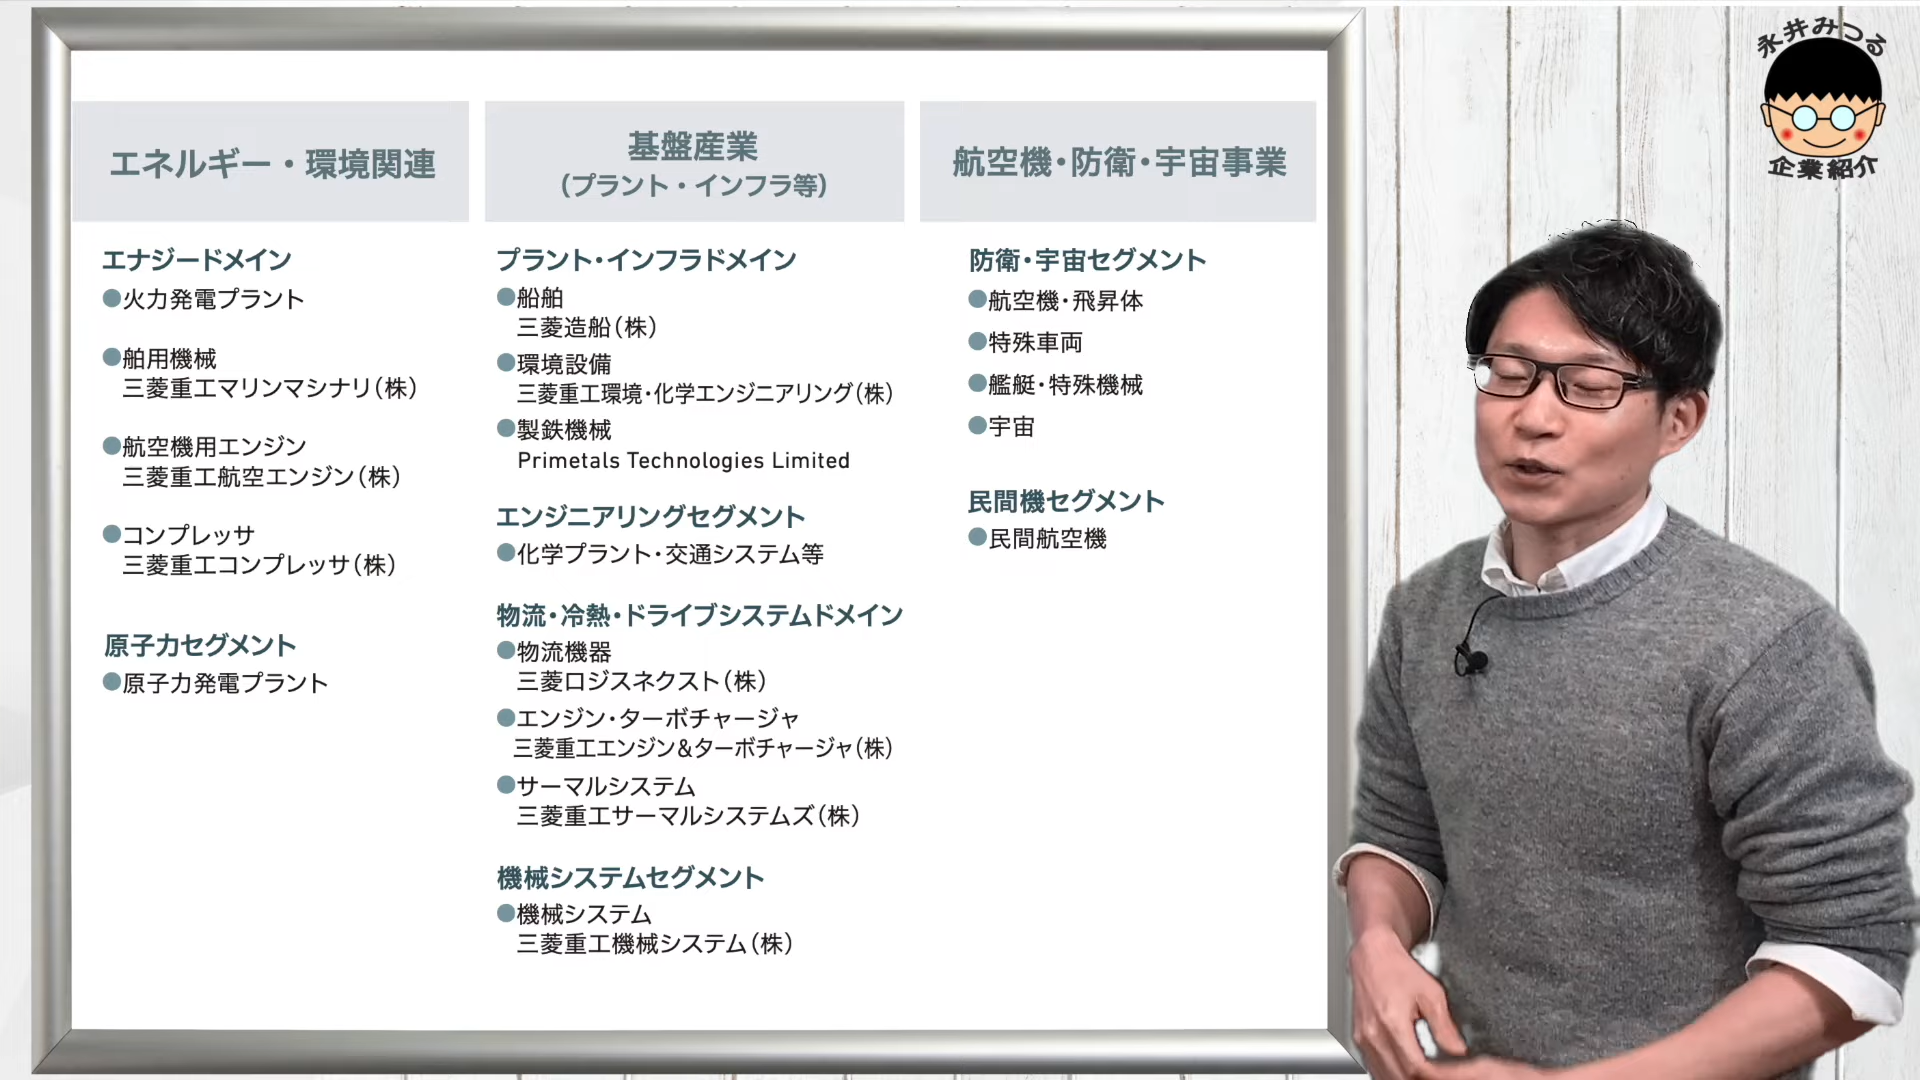 エネルギー・環境関連
エナジードメイン
●火力発電プラント
●舶用機械
三菱重工マリンマシナリ(株)
●航空機用エンジン
三菱重工航空エンジン(株)
●コンプレッサ
三菱重工コンプレッサ(株)
原子力セグメント
●原子力発電プラント
基盤産業
(プラント・インフラ等)
プラント・インフラドメイン
●船舶
三菱造船(株)
●環境設備
三菱重工環境・化学エンジニアリング(株)
●製鉄機械
Primetals Technologies Limited
エンジニアリングセグメント
●化学プラント・交通システム等
物流・冷熱・ドライブシステムドメイン
●物流機器
三菱ロジスネクスト(株)
●エンジン・ターボチャージャ
三菱重工エンジン&ターボチャージャ(株)
●サーマルシステム
三菱重工サーマルシステムズ(株)
機械システムセグメント
●機械システム
三菱重工機械システム(株)
航空機・防衛・宇宙事業
防衛・宇宙セグメント
●航空機・飛昇体
●特殊車両
●艦艇・特殊機械
●宇宙
民間機セグメント
●民間航空機
永井みつる
企業紹介